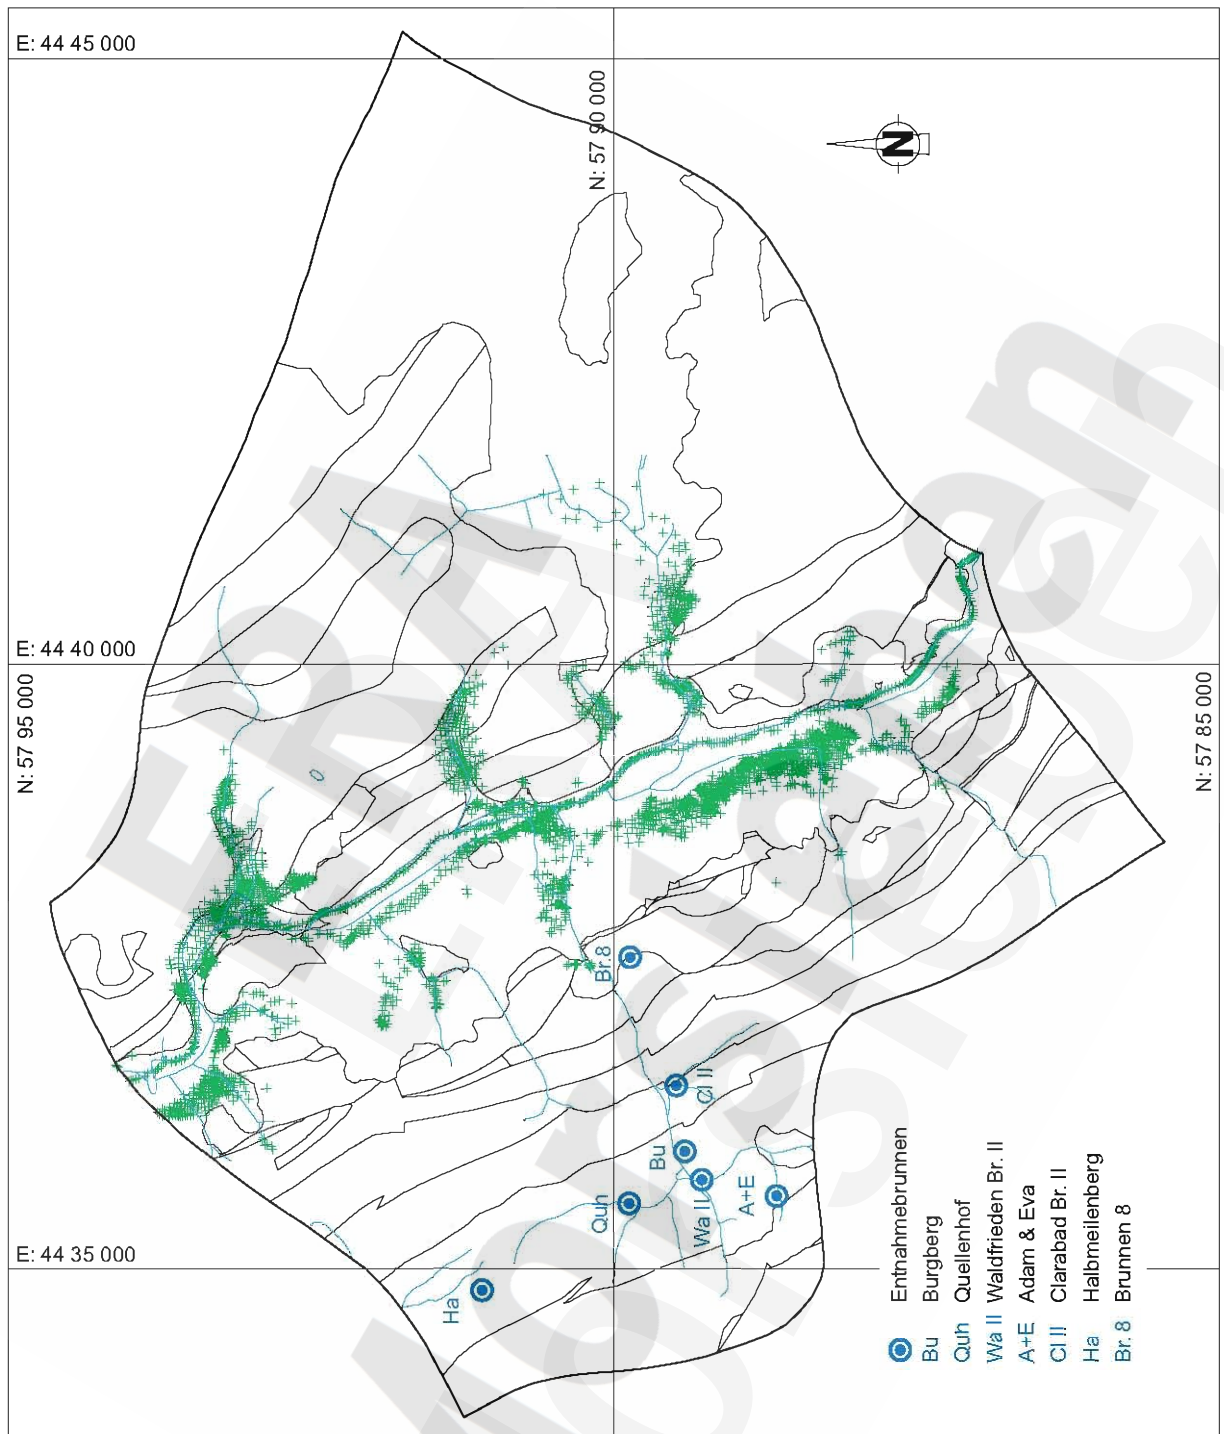 E: 44 45 000
N: 57 90 000
N
E: 44 40 000
N: 57 95 000
N: 57 85 000
Br.8
Cl II
Bu
Wa II
Quh
A+E
E: 44 35 000
Ha
Entnahmebrunnen
Bu Burgberg
Quh Quellenhof
Wa II Waldfrieden Br. II
A+E Adam & Eva
Cl II Clarabad Br. II
Ha Halbmeilenberg
Br. 8 Brunnen 8